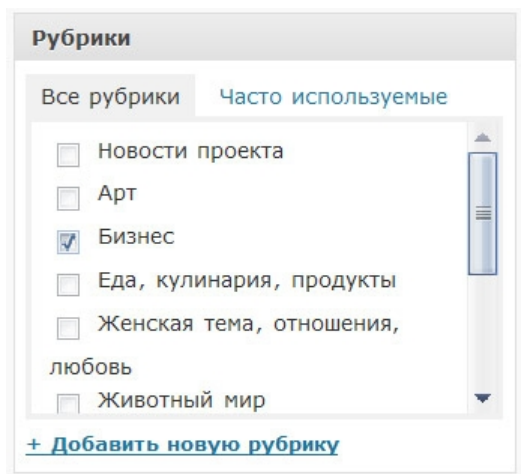 Рубрики
Все рубрики Часто используемые
Новости проекта
Арт
Бизнес
Еда, кулинария, продукты
Женская тема, отношения,
любовь
Животный мир
+ Добавить новую рубрику